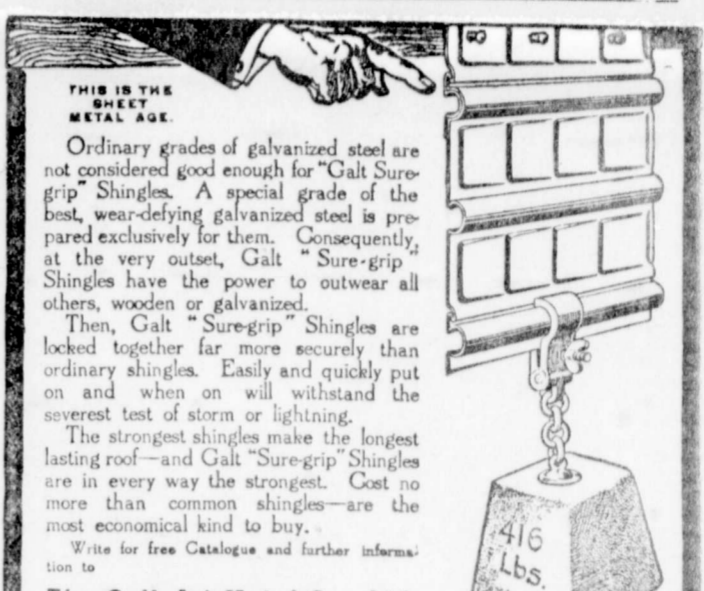 THIS IS THE
SHEET
METAL AGE.
Ordinary grades of galvanized steel are
not considered good enough for "Galt Sure-
grip" Shingles. A special grade of the
best, wear-defying galvanized steel is pre-
pared exclusively for them. Consequently,
at the very outset, Galt "Sure-grip"
Shingles have the power to outwear all
others, wooden or galvanized.
Then, Galt "Sure-grip" Shingles are
locked together far more securely than
ordinary shingles. Easily and quickly put
on and when on will withstand the
severest test of storm or lightning.
The strongest shingles make the longest
lasting roof—and Galt "Sure-grip" Shingles
are in every way the strongest. Cost no
more than common shingles—are the
most economical kind to buy.
Write for free Catalogue and further informa-
tion to
416
Lbs.